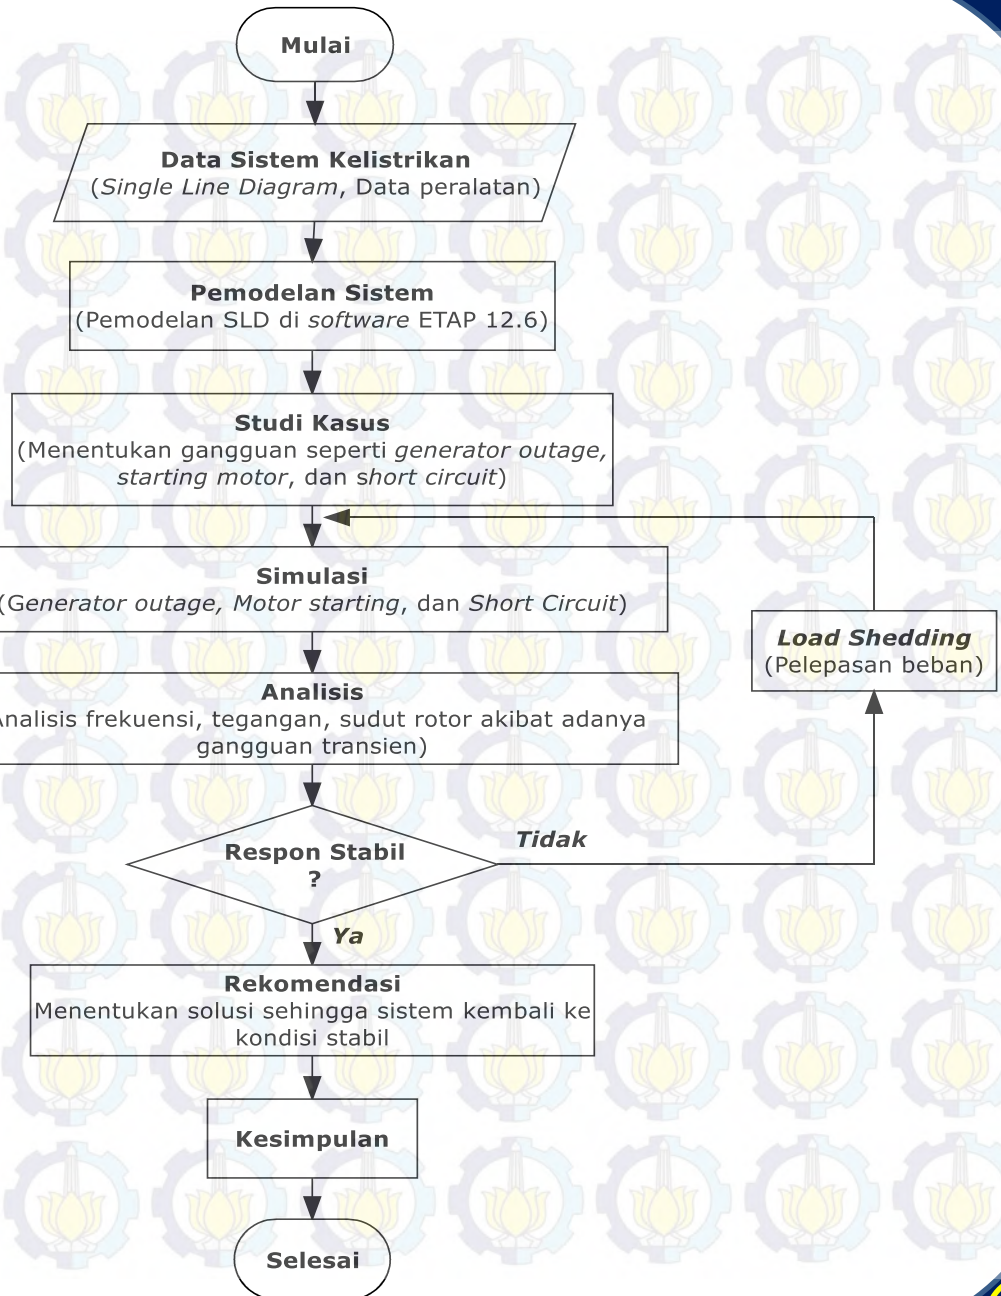 Mulai
Data Sistem Kelistrikan
(Single Line Diagram, Data peralatan)
Pemodelan Sistem
(Pemodelan SLD di software ETAP 12.6)
Studi Kasus
(Menentukan gangguan seperti generator outage,
starting motor, dan short circuit)
Simulasi
(Generator outage, Motor starting, dan Short Circuit)
Load Shedding
(Pelepasan beban)
Analisis
Analisis frekuensi, tegangan, sudut rotor akibat adanya
gangguan transien)
Respon Stabil
?
Tidak
Ya
Rekomendasi
Menentukan solusi sehingga sistem kembali ke
kondisi stabil
Kesimpulan
Selesai